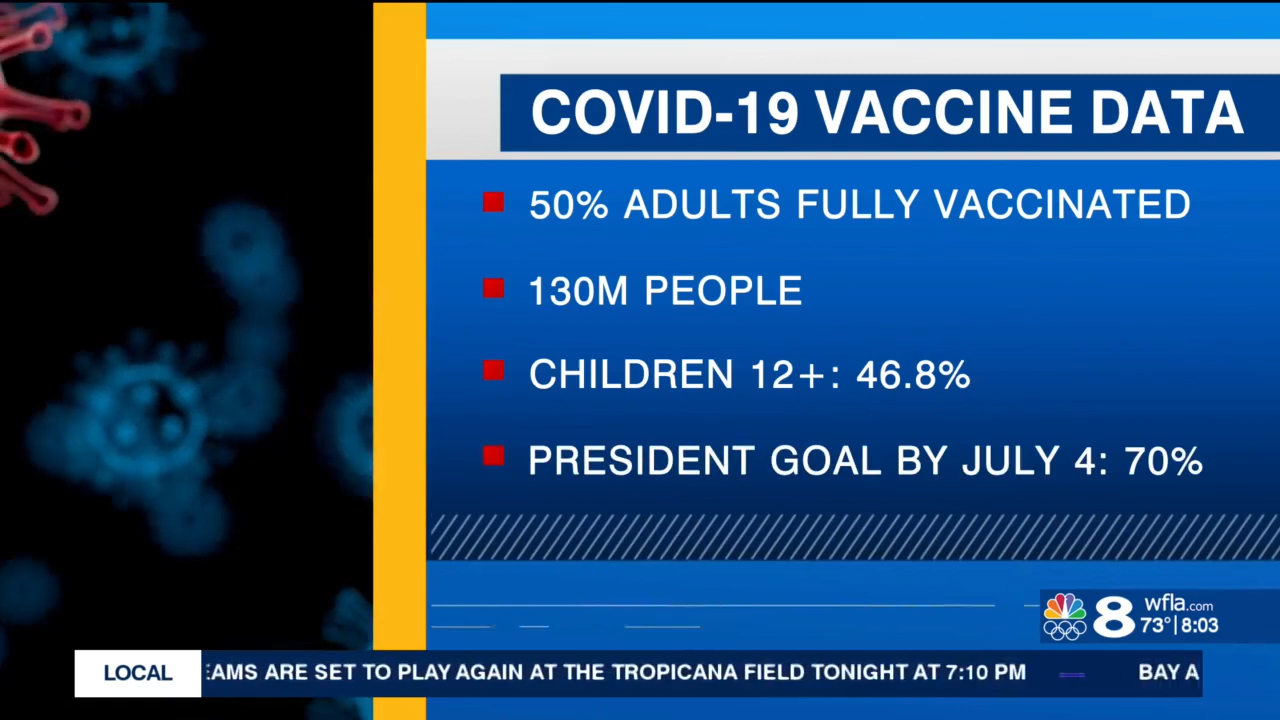 COVID-19 VACCINE DATA
50% ADULTS FULLY VACCINATED
130M PEOPLE
CHILDREN 12+: 46.8%
PRESIDENT GOAL BY JULY 4: 70%
8 wfla.com
73° | 8:03
LOCAL EAMS ARE SET TO PLAY AGAIN AT THE TROPICANA FIELD TONIGHT AT 7:10 PM — BAY A